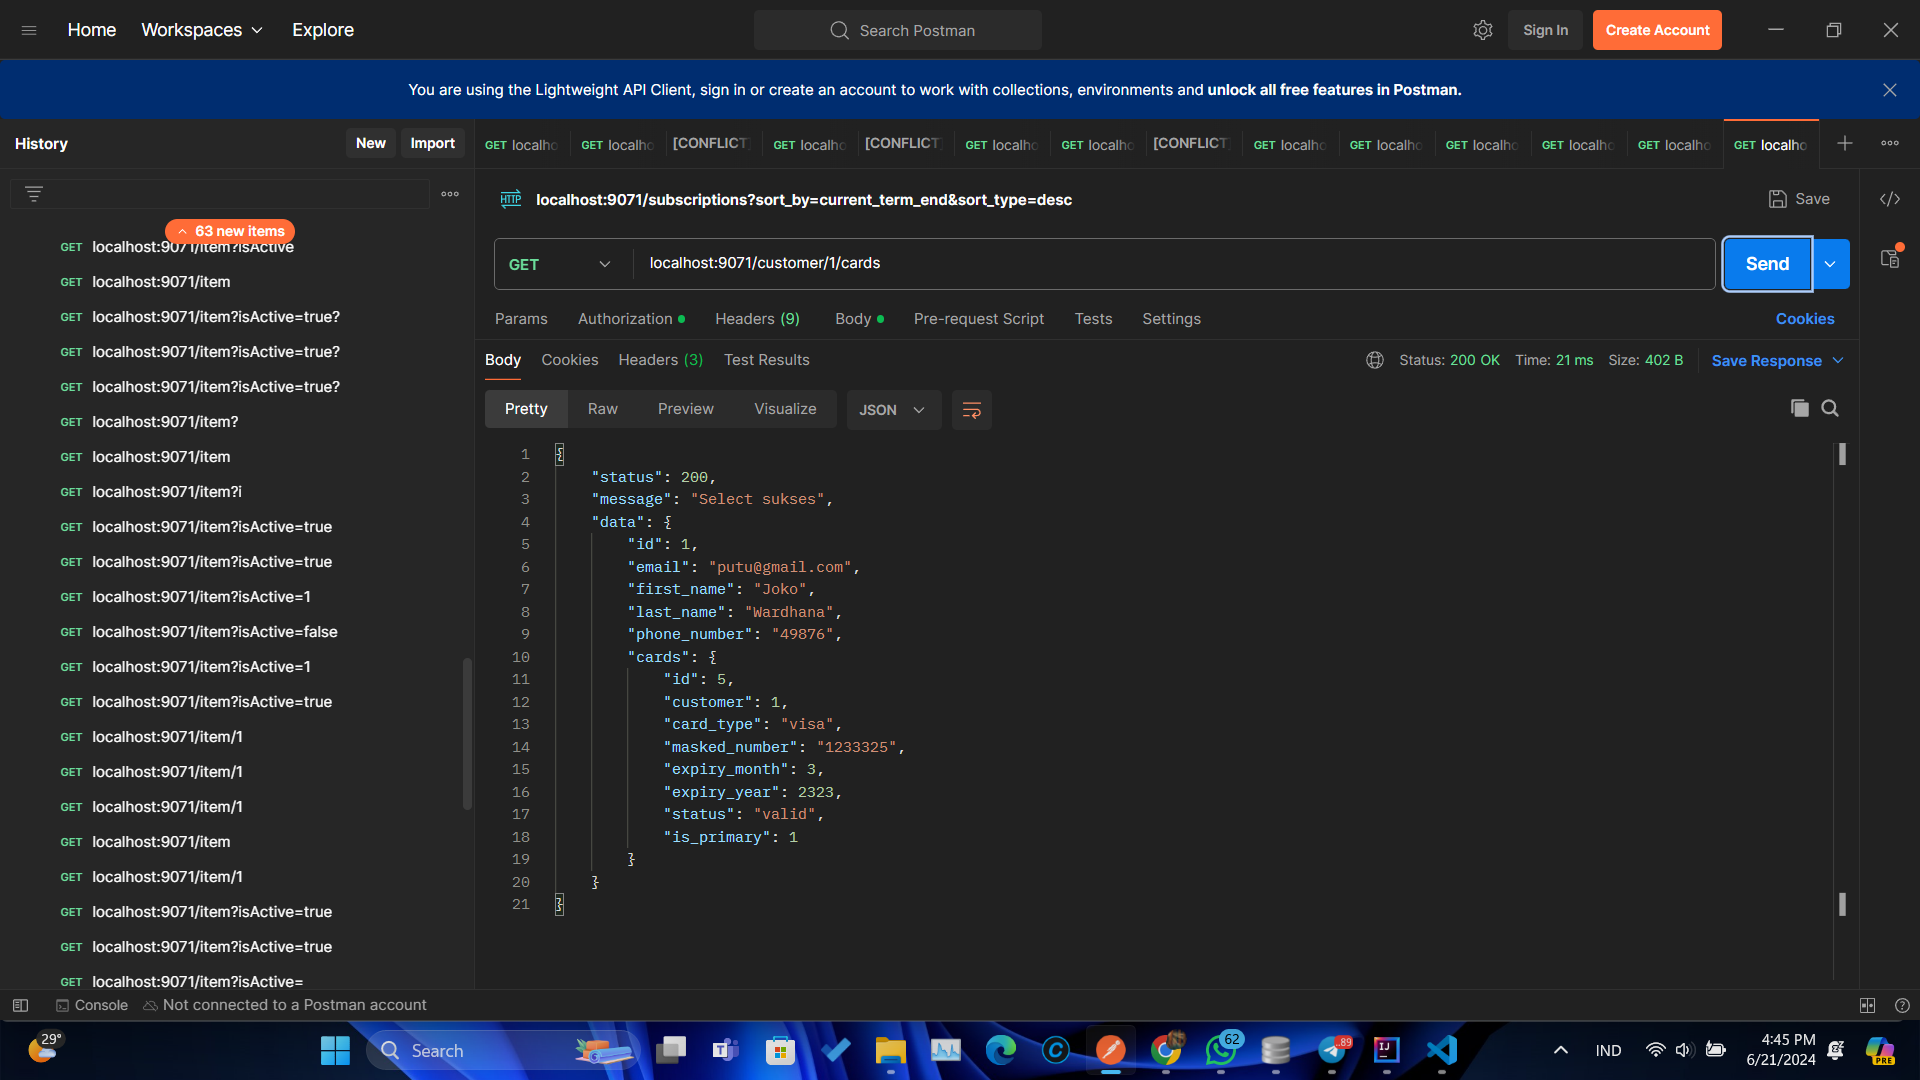 Home Workspaces Explore Search Postman Sign In Create Account
You are using the Lightweight API Client, sign in or create an account to work with collections, environments and unlock all free features in Postman.
History New Import
GET localho GET localho [CONFLICT] GET localho [CONFLICT] GET localho GET localho [CONFLICT] GET localho GET localho GET localho GET localho GET localho GET localho
63 new items
GET localhost:9071/item?isActive
GET localhost:9071/item
GET localhost:9071/item?isActive=true?
GET localhost:9071/item?isActive=true?
GET localhost:9071/item?isActive=true?
GET localhost:9071/item?
GET localhost:9071/item
GET localhost:9071/item?i
GET localhost:9071/item?isActive=true
GET localhost:9071/item?isActive=true
GET localhost:9071/item?isActive=1
GET localhost:9071/item?isActive=false
GET localhost:9071/item?isActive=1
GET localhost:9071/item?isActive=true
GET localhost:9071/item/1
GET localhost:9071/item/1
GET localhost:9071/item/1
GET localhost:9071/item
GET localhost:9071/item/1
GET localhost:9071/item?isActive=true
GET localhost:9071/item?isActive=true
GET localhost:9071/item?isActive=
HTTP localhost:9071/subscriptions?sort_by=current_term_end&sort_type=desc Save
GET localhost:9071/customer/1/cards Send
Params Authorization Headers (9) Body Pre-request Script Tests Settings Cookies
Body Cookies Headers (3) Test Results Status: 200 OK Time: 21 ms Size: 402 B Save Response
Pretty Raw Preview Visualize JSON
1 {
2 "status": 200,
3 "message": "Select sukses",
4 "data": {
5 "id": 1,
6 "email": "putu@gmail.com",
7 "first_name": "Joko",
8 "last_name": "Wardhana",
9 "phone_number": "49876",
10 "cards": {
11 "id": 5,
12 "customer": 1,
13 "card_type": "visa",
14 "masked_number": "1233325",
15 "expiry_month": 3,
16 "expiry_year": 2323,
17 "status": "valid",
18 "is_primary": 1
19 }
20 }
21 }
Console Not connected to a Postman account
29° Search 62 89 IND 4:45 PM
6/21/2024 PRE